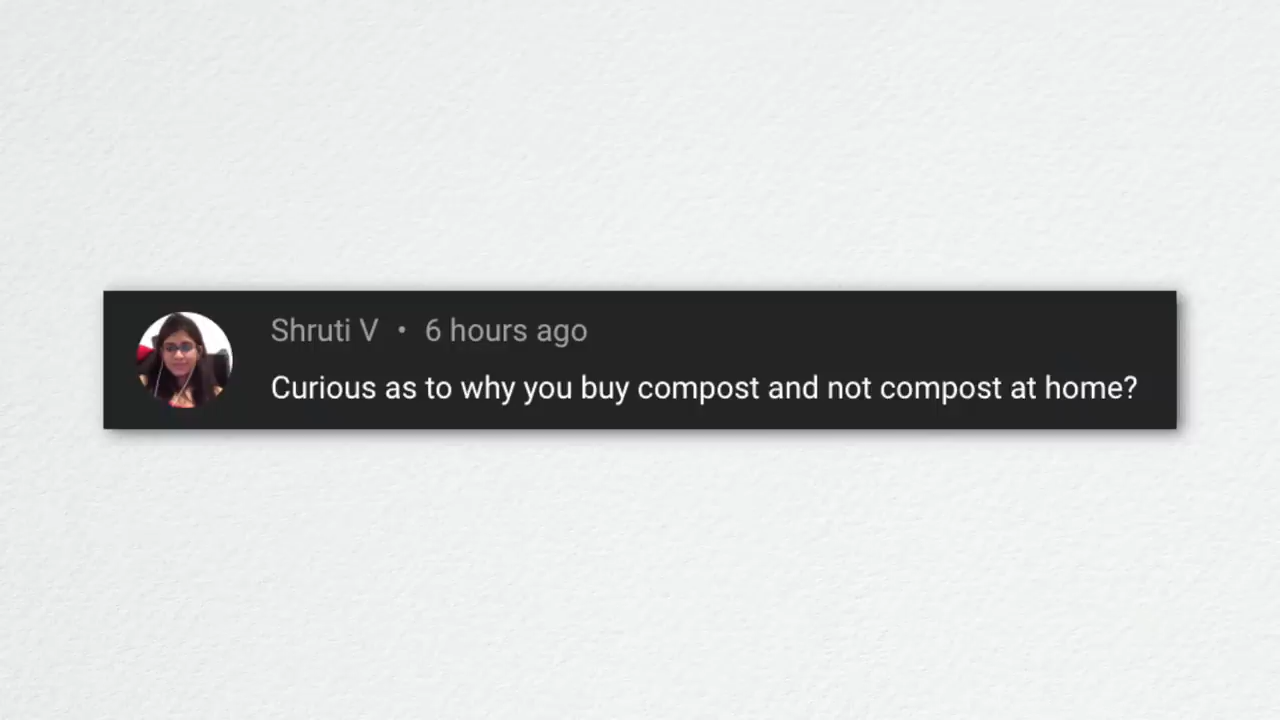 Shruti V • 6 hours ago
Curious as to why you buy compost and not compost at home?